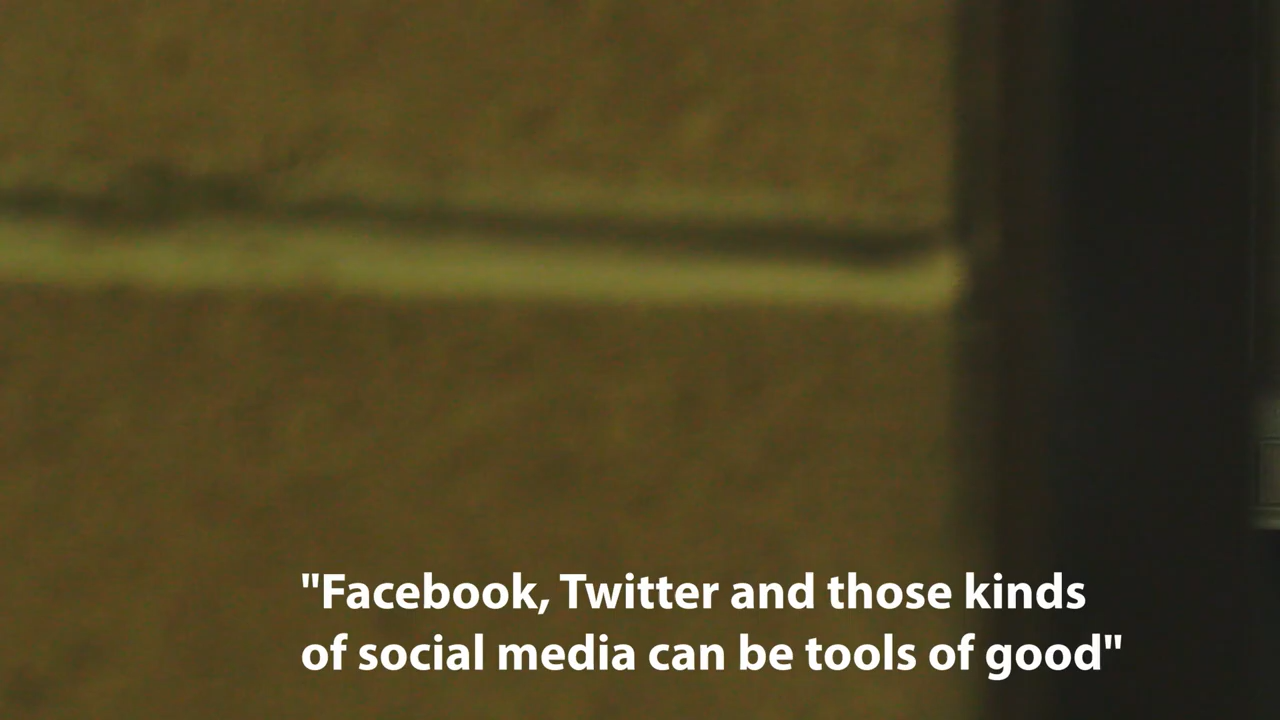 "Facebook, Twitter and those kinds
of social media can be tools of good"